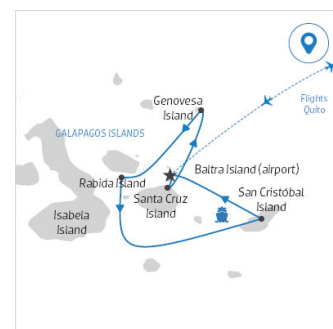 Genovesa
Island
Flights
Quito
GALAPAGOS ISLANDS
Baltra Island (airport)
Rabida Island
Santa Cruz
Island
San Cristóbal
Island
Isabela
Island